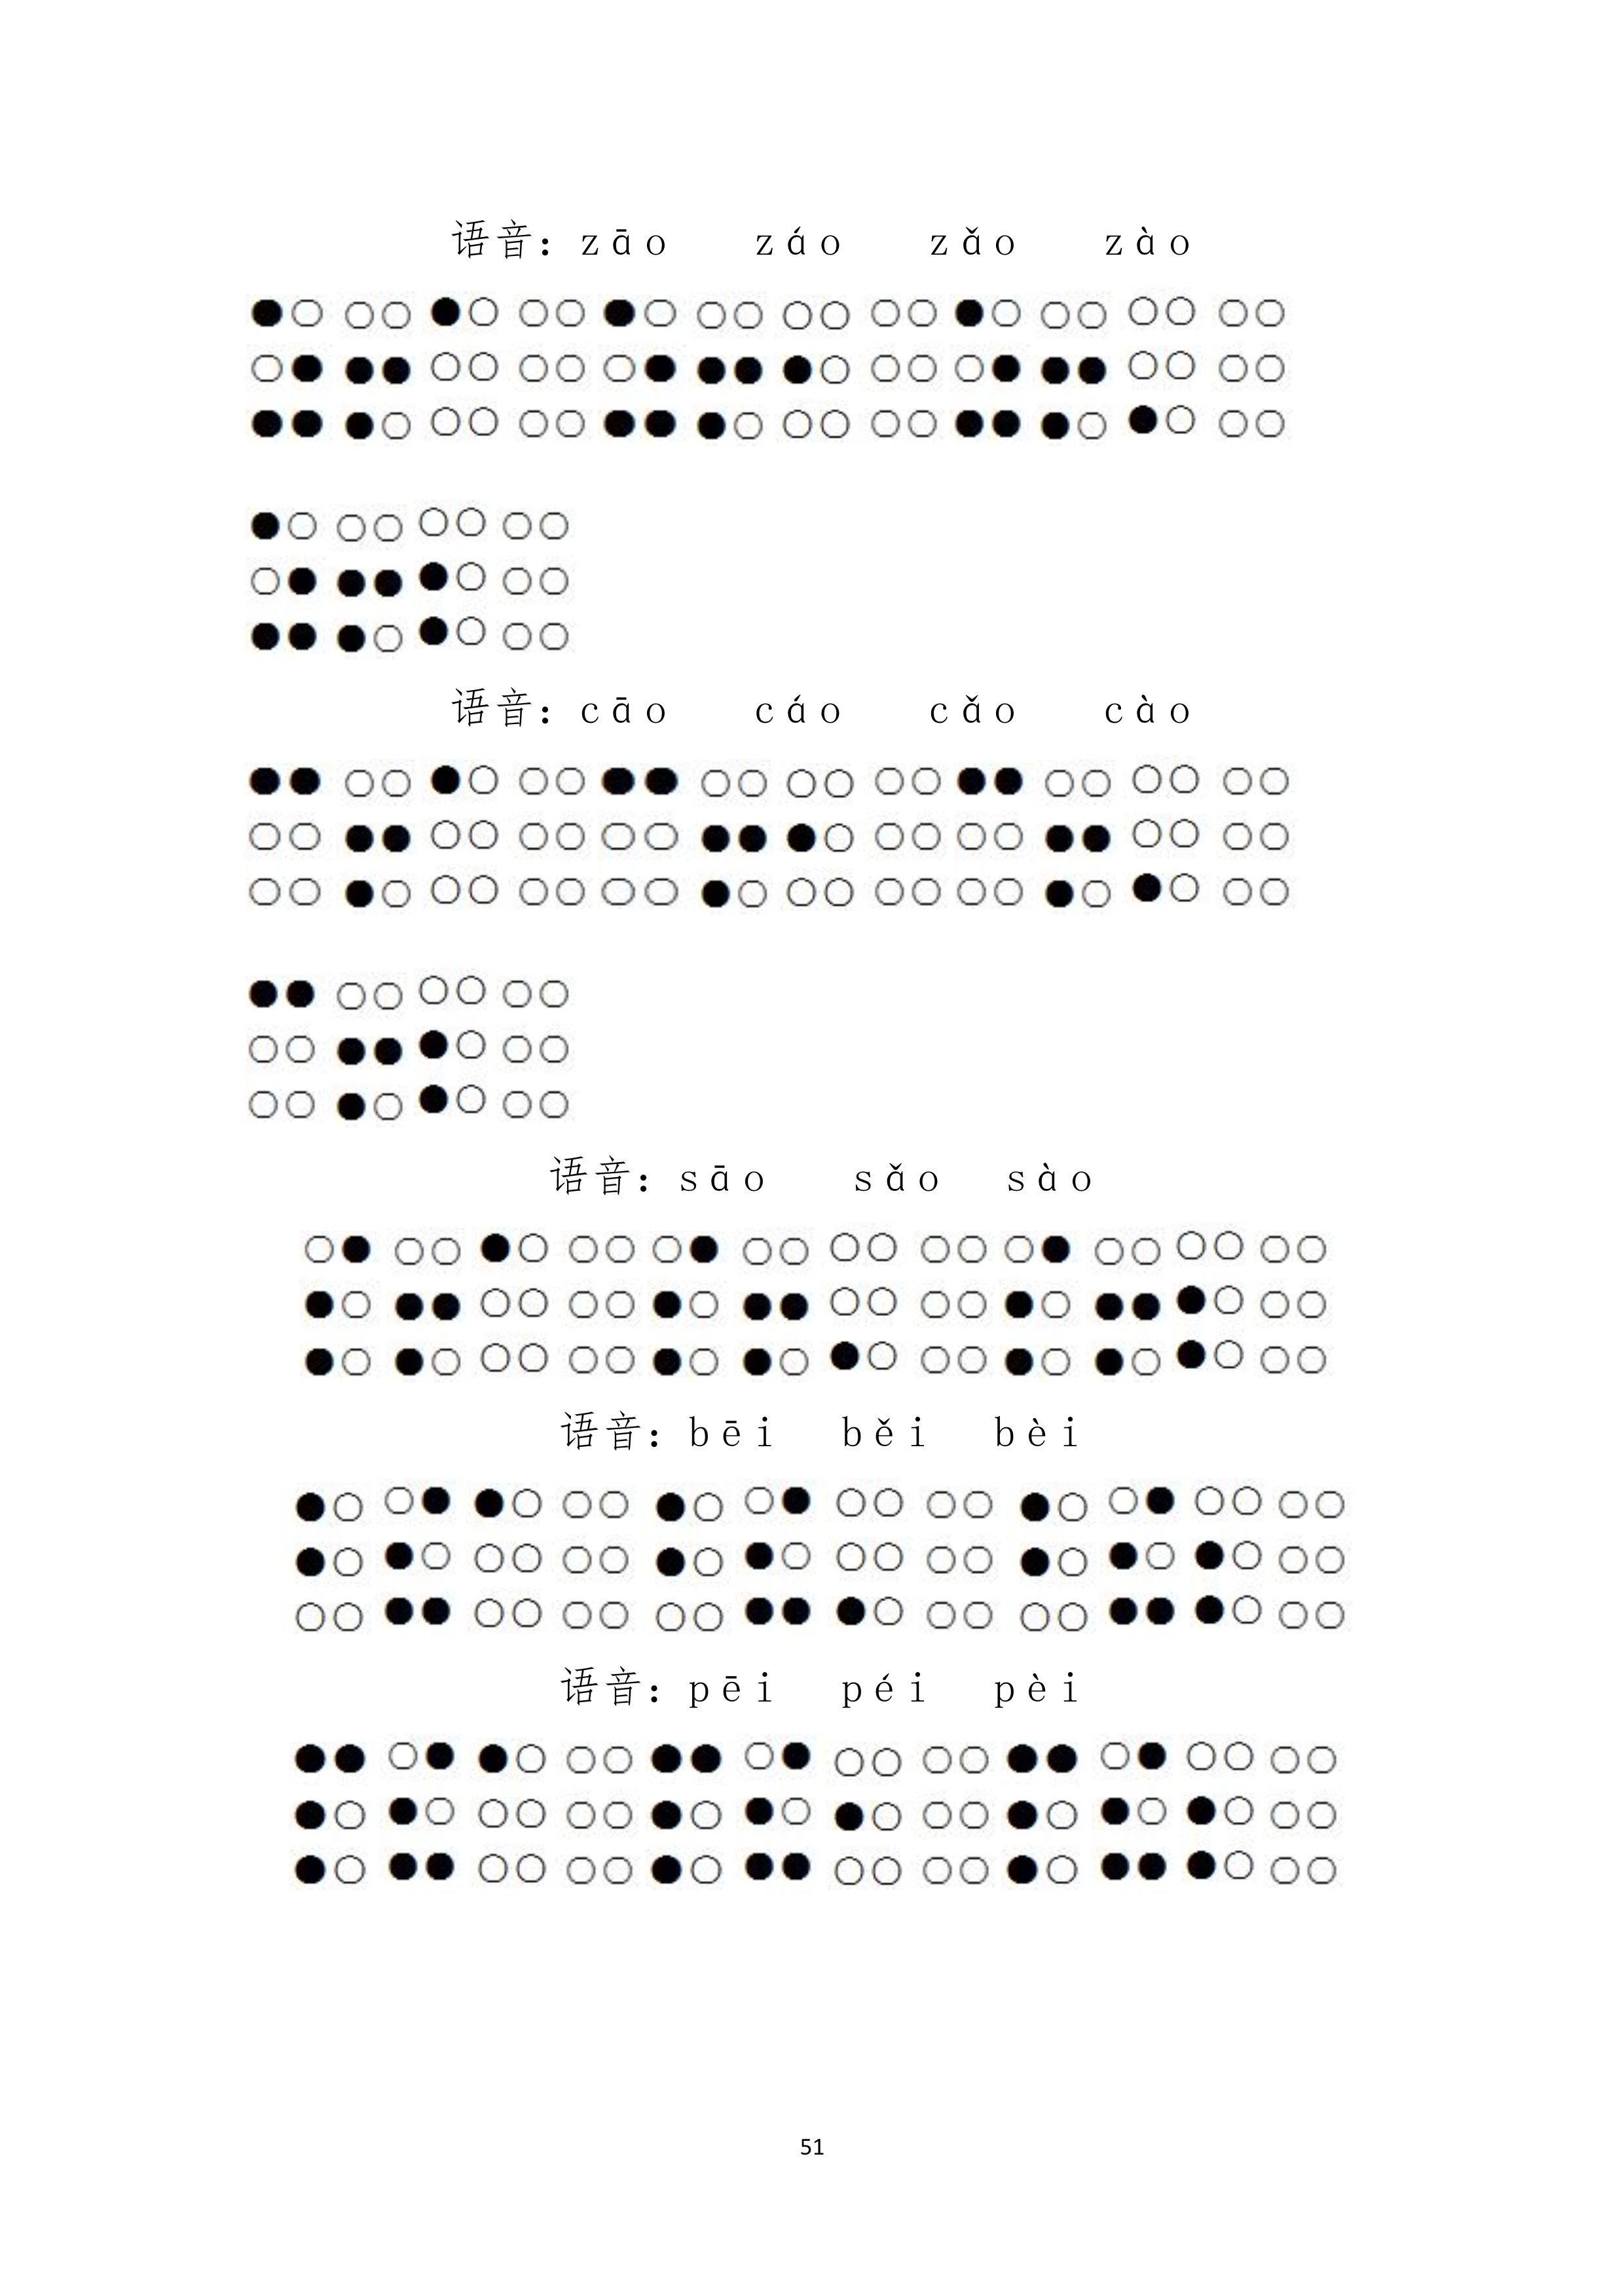 语音：zāo záo zǎo zào
语音：cāo cáo cǎo cào
语音：sāo sǎo sào
语音：bēi běi bèi
语音：pēi péi pèi
51